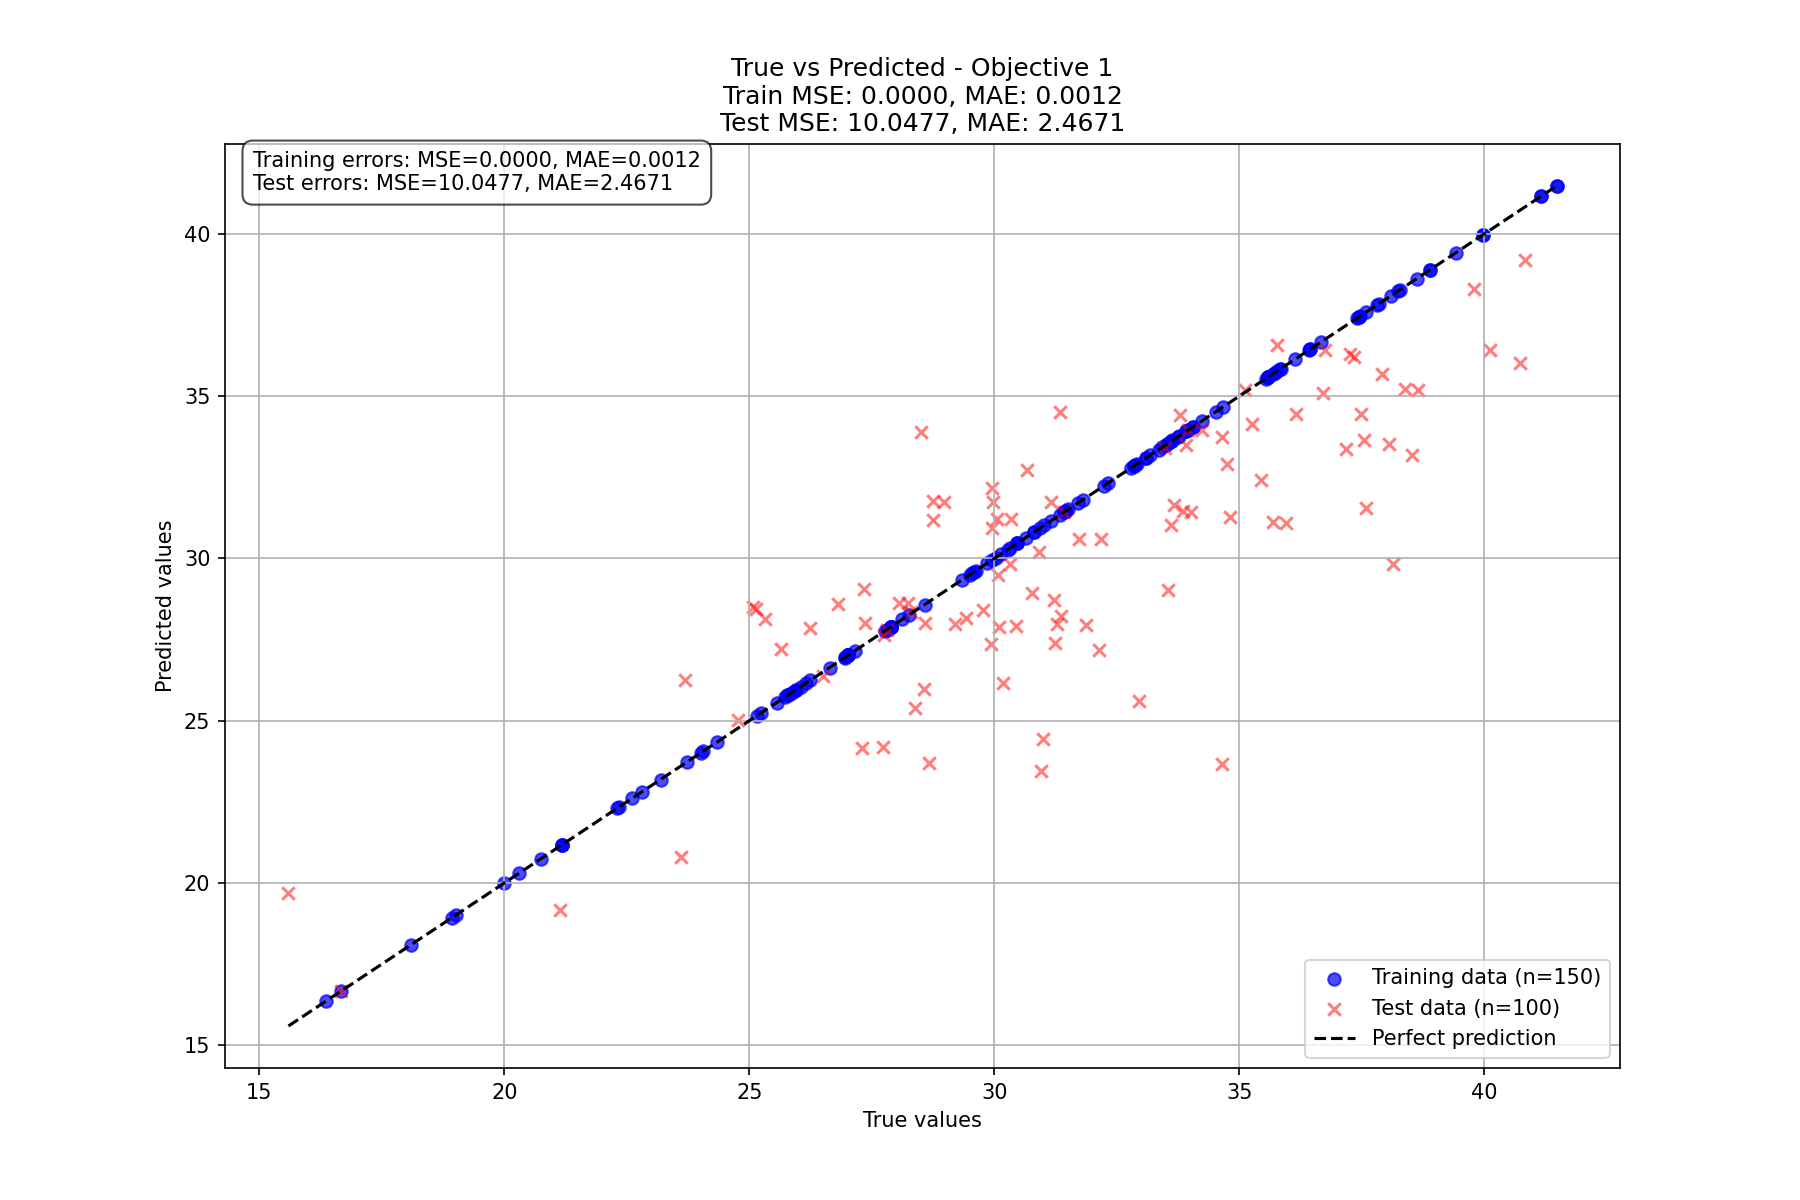 True vs Predicted - Objective 1
Train MSE: 0.0000, MAE: 0.0012
Test MSE: 10.0477, MAE: 2.4671
Training errors: MSE=0.0000, MAE=0.0012
Test errors: MSE=10.0477, MAE=2.4671
40
35
30
25
20
15
Predicted values
Training data (n=150)
Test data (n=100)
Perfect prediction
15 20 25 30 35 40
True values